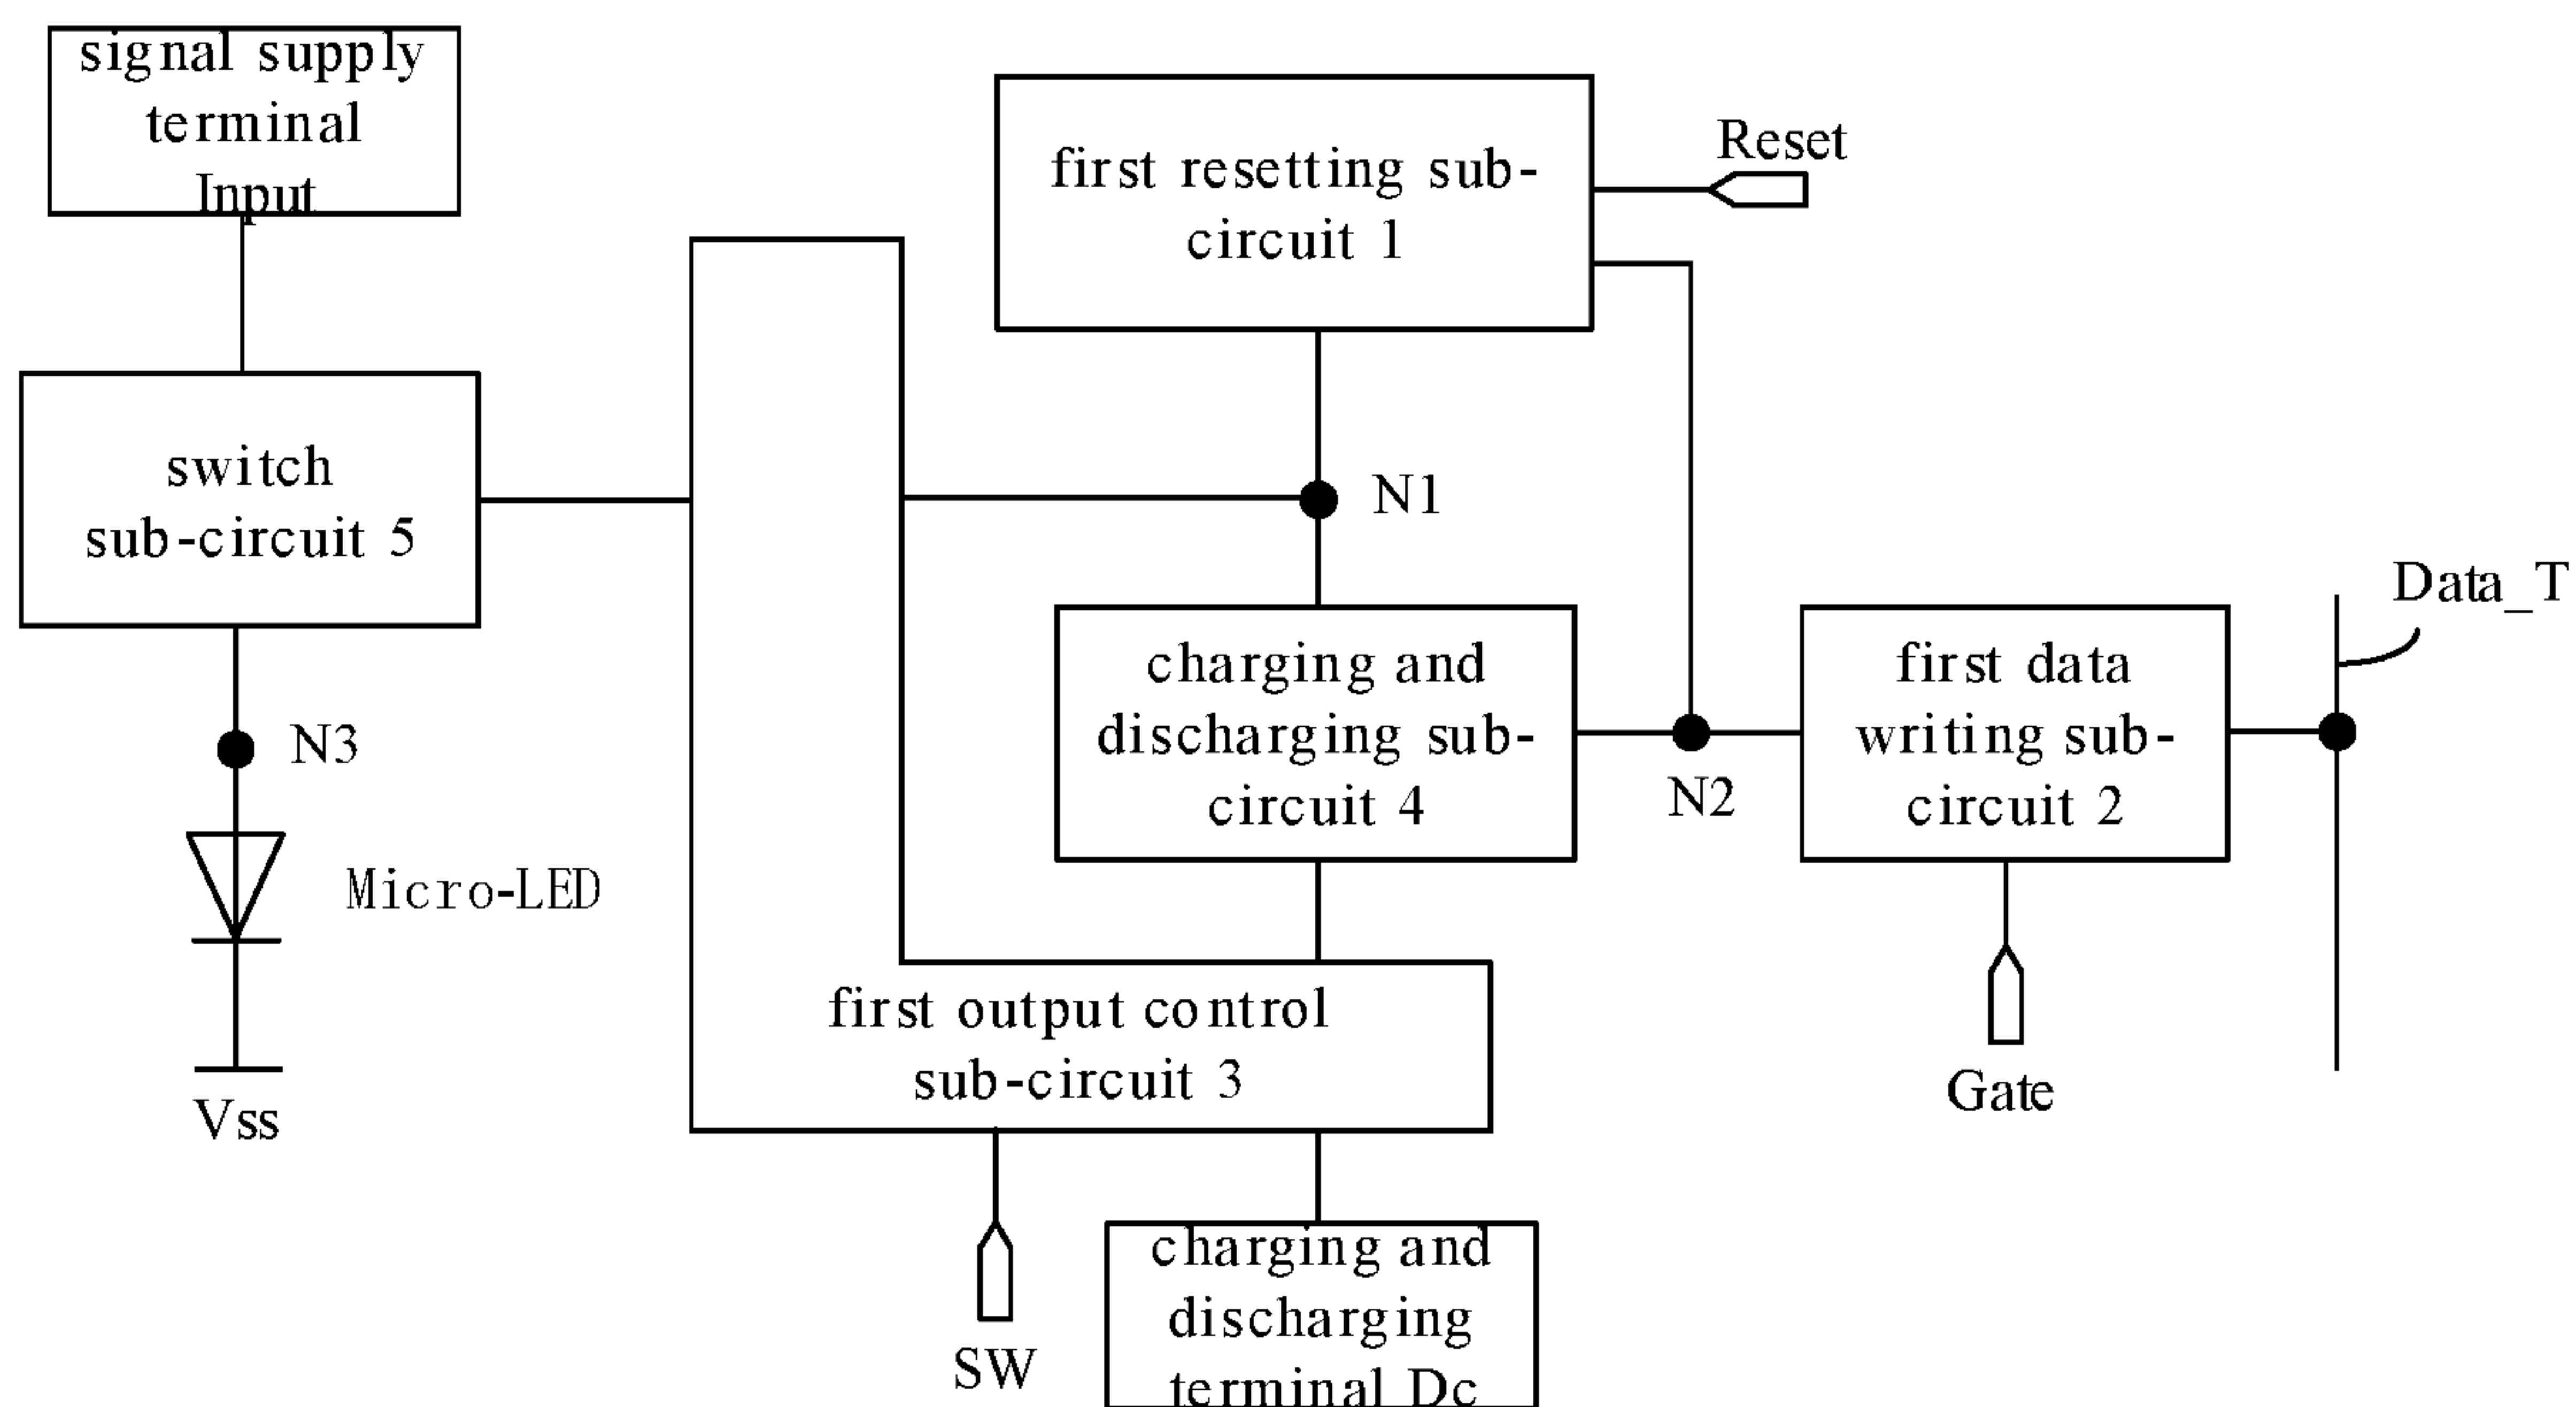 signal supply
terminal
Input
first resetting sub-
circuit 1
Reset
switch
sub-circuit 5
N1
Data_T
charging and
discharging sub-
circuit 4
first data
writing sub-
circuit 2
N3
N2
Micro-LED
first output control
sub-circuit 3
Gate
Vss
charging and
discharging
terminal Dc
SW